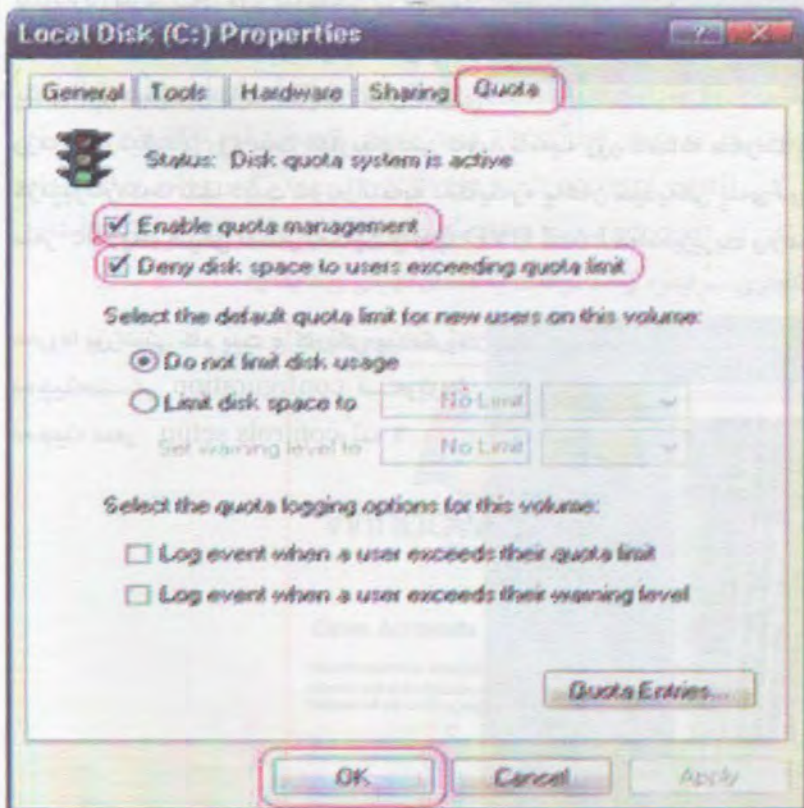 Local Disk (C:) Properties
General Tools Hardware Sharing Quota
Status: Disk quota system is active
Enable quota management
Deny disk space to users exceeding quota limit
Select the default quota limit for new users on this volume:
Do not limit disk usage
Limit disk space to No Limit
Set warning level to No Limit
Select the quota logging options for this volume:
Log event when a user exceeds their quota limit
Log event when a user exceeds their warning level
Quota Entries...
OK Cancel Apply